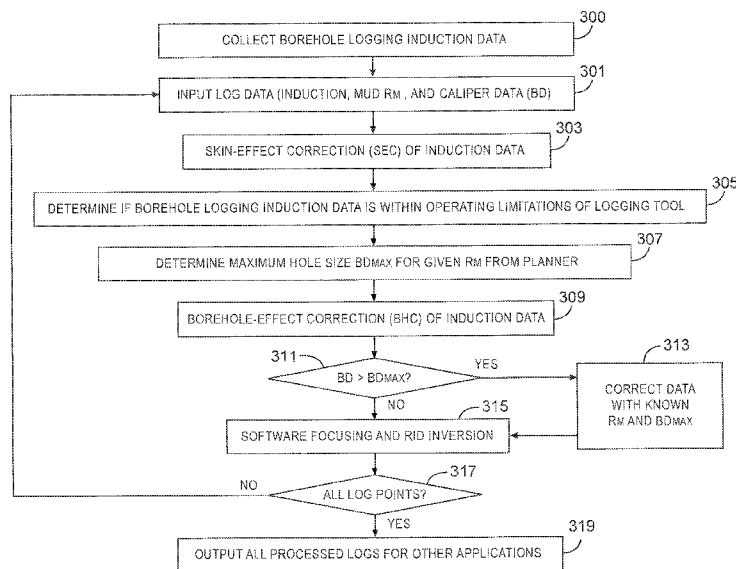 300
COLLECT BOREHOLE LOGGING INDUCTION DATA
301
INPUT LOG DATA (INDUCTION, MUD RM , AND CALIPER DATA (BD)
303
SKIN-EFFECT CORRECTION (SEC) OF INDUCTION DATA
305
DETERMINE IF BOREHOLE LOGGING INDUCTION DATA IS WITHIN OPERATING LIMITATIONS OF LOGGING TOOL
307
DETERMINE MAXIMUM HOLE SIZE BDMAX FOR GIVEN RM FROM PLANNER
309
BOREHOLE-EFFECT CORRECTION (BHC) OF INDUCTION DATA
311
BD > BDMAX?
YES
313
CORRECT DATA
WITH KNOWN
RM AND BDMAX
NO
315
SOFTWARE FOCUSING AND RID INVERSION
317
NO
ALL LOG POINTS?
YES
319
OUTPUT ALL PROCESSED LOGS FOR OTHER APPLICATIONS